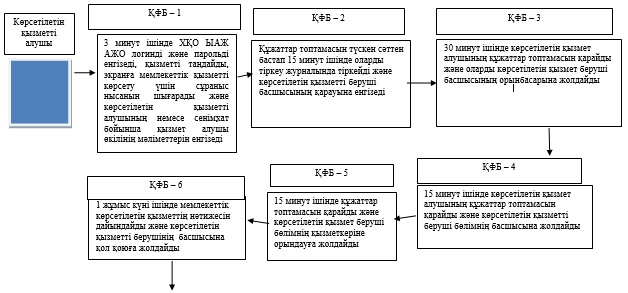 Көрсетілетін
қызметті
алушы
ҚФБ – 1
3 минут ішінде ХҚО ЫАЖ
АЖО логинді және парольді
енгізеді, қызметті таңдайды,
экранға мемлекеттік қызметті
көрсету үшін сұраныс
нысанын шығарады және
көрсетілетін қызметті
алушының немесе сенімхат
бойынша қызмет алушы
өкілінің мәліметтерін енгізеді
ҚФБ – 2
Құжаттар топтамасын түскен сәттен
бастап 15 минут ішінде оларды
тіркеу журналында тіркейді және
көрсетілетін қызметті беруші
басшысының қарауына енгізеді
ҚФБ – 3
30 минут ішінде көрсетілетін қызмет
алушының құжаттар топтамасын қарайды
және оларды көрсетілетін қызмет беруші
басшысының орынбасарына жолдайды
ҚФБ – 4
15 минут ішінде көрсетілетін қызмет
алушының құжаттар топтамасын
қарайды және көрсетілетін қызметті
беруші бөлімнің басшысына жолдайды
ҚФБ – 5
15 минут ішінде құжаттар
топтамасын қарайды және
көрсетілетін қызмет беруші
бөлімнің қызметкеріне
орындауға жолдайды
ҚФБ – 6
1 жұмыс күні ішінде мемлекеттік
көрсетілетін қызметтің нәтижесін
дайындайды және көрсетілетін
қызметті берушінің басшысына
қол қоюға жолдайды